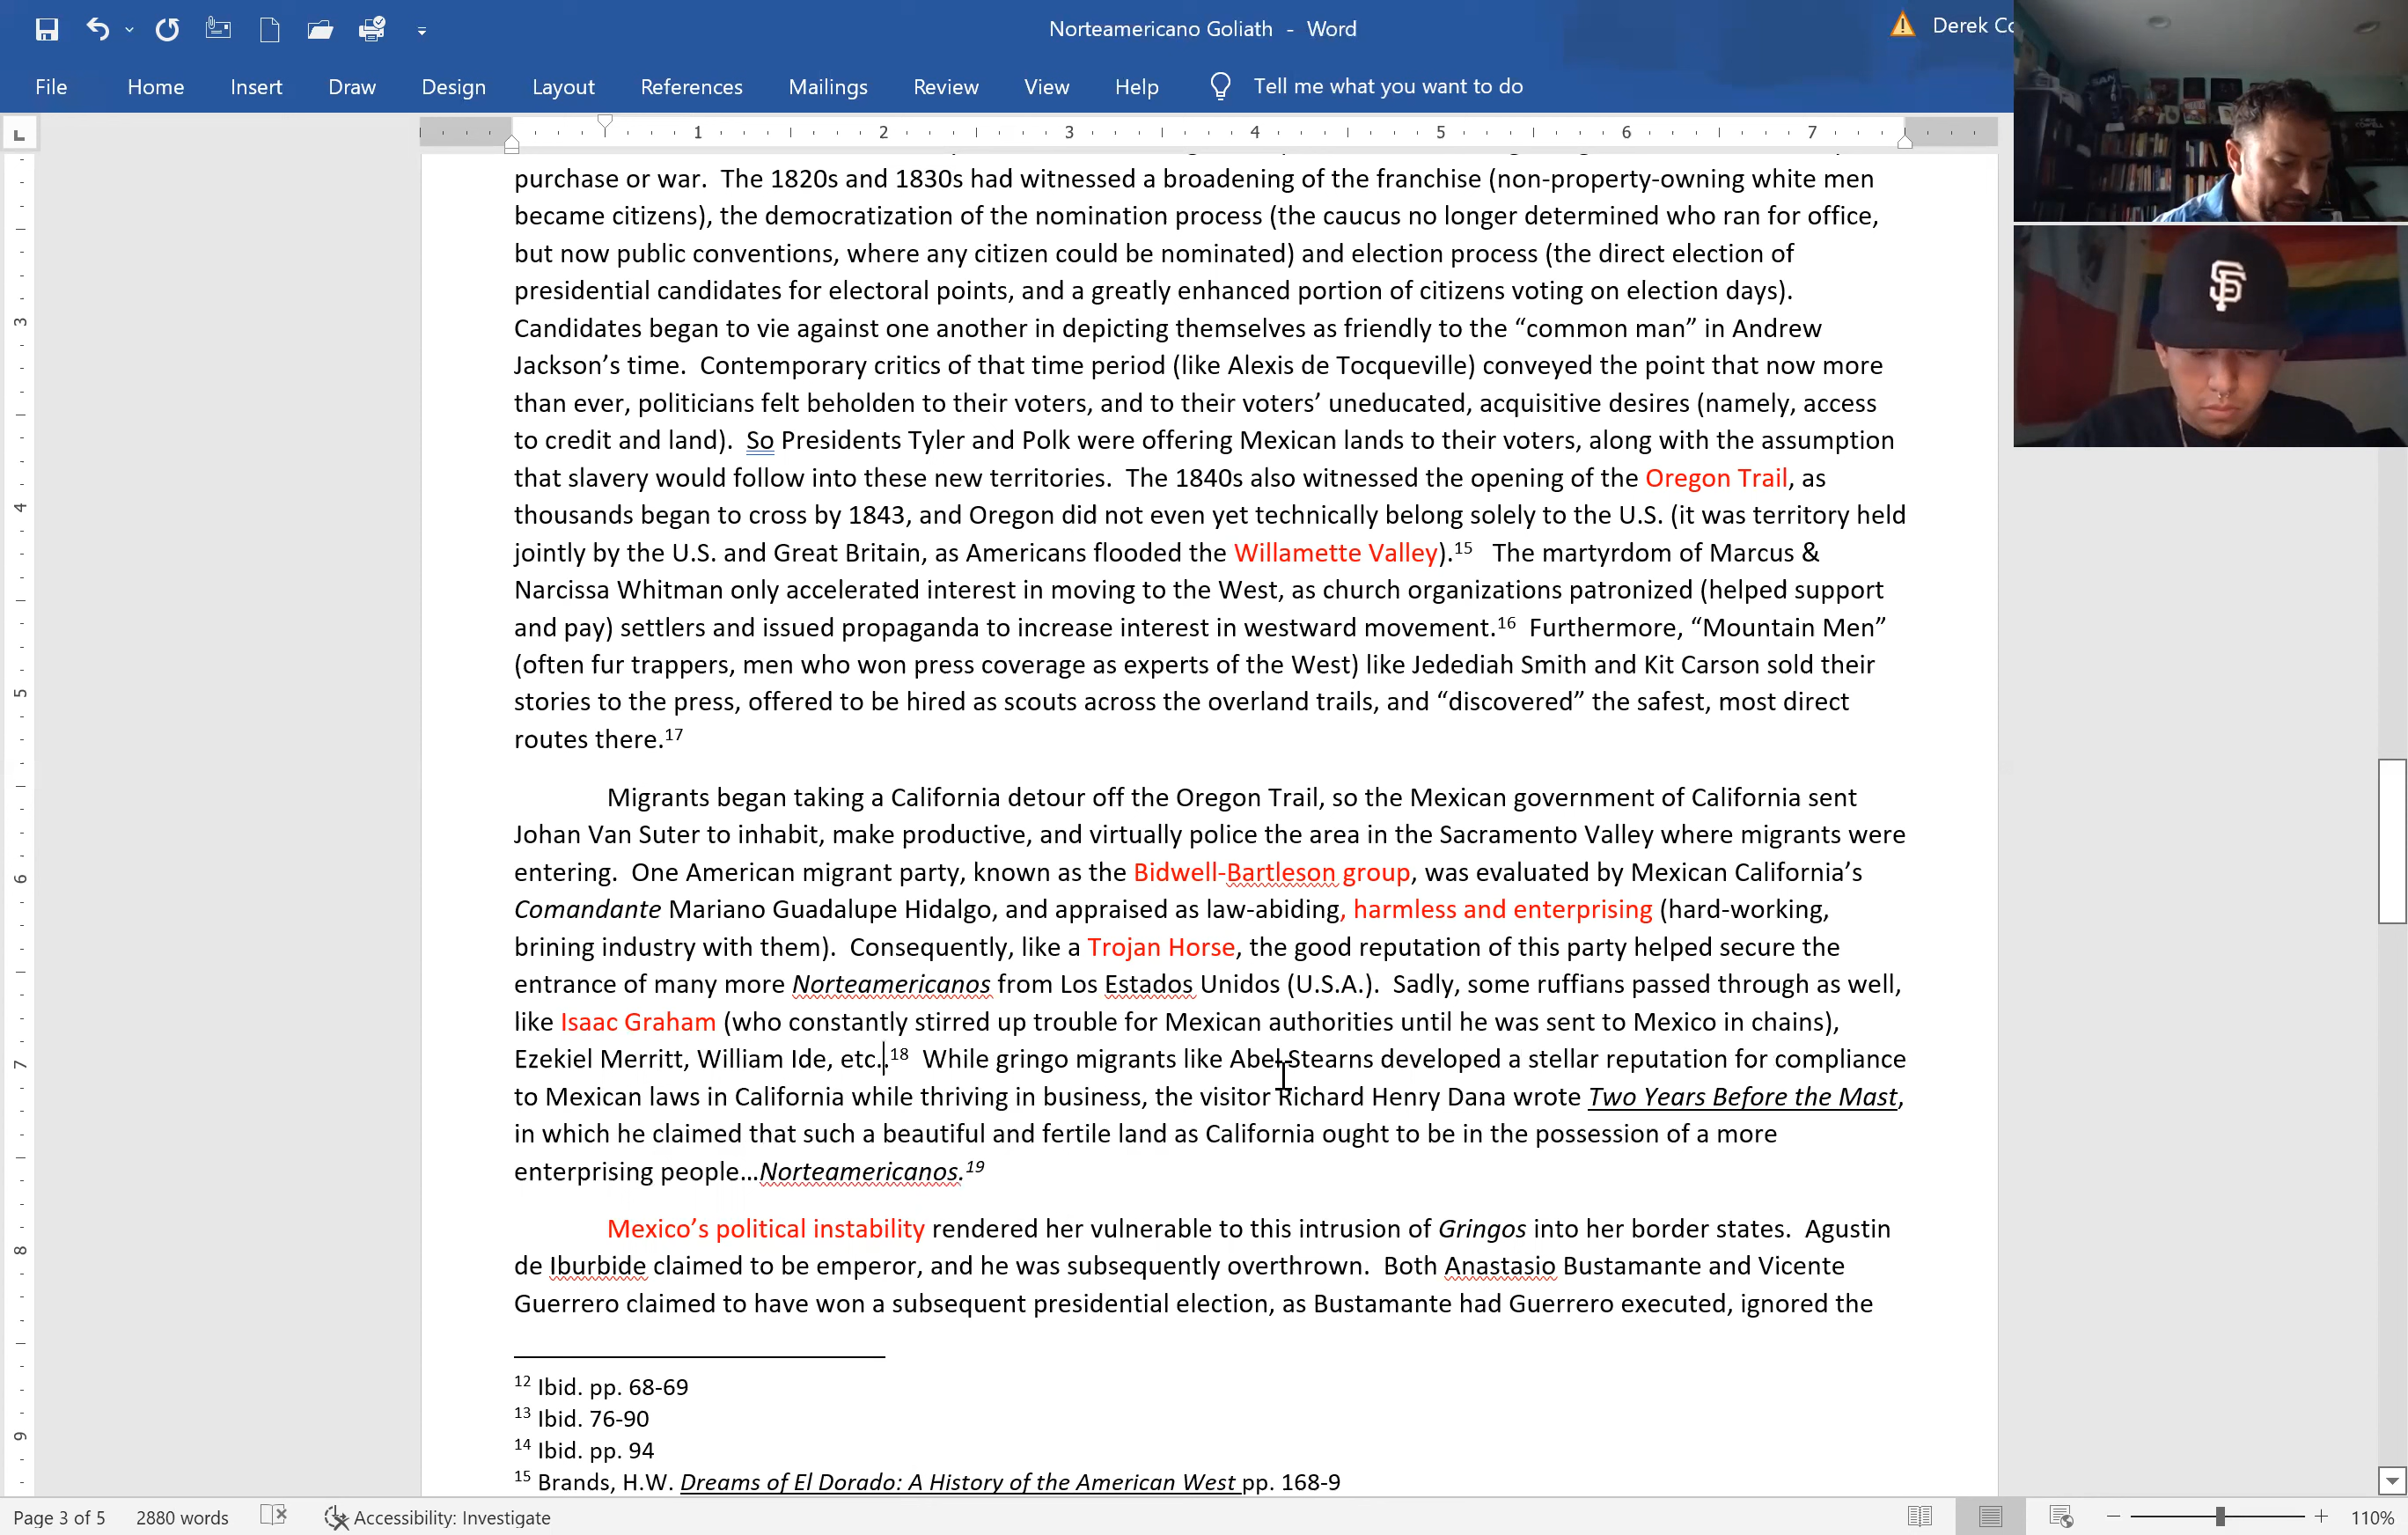 Norteamericano Goliath - Word
Derek Co
File Home Insert Draw Design Layout References Mailings Review View Help Tell me what you want to do
1 2 3 4 5 6 7
purchase or war. The 1820s and 1830s had witnessed a broadening of the franchise (non-property-owning white men
became citizens), the democratization of the nomination process (the caucus no longer determined who ran for office,
but now public conventions, where any citizen could be nominated) and election process (the direct election of
presidential candidates for electoral points, and a greatly enhanced portion of citizens voting on election days).
Candidates began to vie against one another in depicting themselves as friendly to the “common man” in Andrew
Jackson’s time. Contemporary critics of that time period (like Alexis de Tocqueville) conveyed the point that now more
than ever, politicians felt beholden to their voters, and to their voters’ uneducated, acquisitive desires (namely, access
to credit and land). So Presidents Tyler and Polk were offering Mexican lands to their voters, along with the assumption
that slavery would follow into these new territories. The 1840s also witnessed the opening of the Oregon Trail, as
thousands began to cross by 1843, and Oregon did not even yet technically belong solely to the U.S. (it was territory held
jointly by the U.S. and Great Britain, as Americans flooded the Willamette Valley).15 The martyrdom of Marcus &
Narcissa Whitman only accelerated interest in moving to the West, as church organizations patronized (helped support
and pay) settlers and issued propaganda to increase interest in westward movement.16 Furthermore, “Mountain Men”
(often fur trappers, men who won press coverage as experts of the West) like Jedediah Smith and Kit Carson sold their
stories to the press, offered to be hired as scouts across the overland trails, and “discovered” the safest, most direct
routes there.17
Migrants began taking a California detour off the Oregon Trail, so the Mexican government of California sent
Johan Van Suter to inhabit, make productive, and virtually police the area in the Sacramento Valley where migrants were
entering. One American migrant party, known as the Bidwell-Bartleson group, was evaluated by Mexican California’s
Comandante Mariano Guadalupe Hidalgo, and appraised as law-abiding, harmless and enterprising (hard-working,
brining industry with them). Consequently, like a Trojan Horse, the good reputation of this party helped secure the
entrance of many more Norteamericanos from Los Estados Unidos (U.S.A.). Sadly, some ruffians passed through as well,
like Isaac Graham (who constantly stirred up trouble for Mexican authorities until he was sent to Mexico in chains),
Ezekiel Merritt, William Ide, etc..18 While gringo migrants like Abel Stearns developed a stellar reputation for compliance
to Mexican laws in California while thriving in business, the visitor Richard Henry Dana wrote Two Years Before the Mast,
in which he claimed that such a beautiful and fertile land as California ought to be in the possession of a more
enterprising people…Norteamericanos.19
Mexico’s political instability rendered her vulnerable to this intrusion of Gringos into her border states. Agustin
de Iburbide claimed to be emperor, and he was subsequently overthrown. Both Anastasio Bustamante and Vicente
Guerrero claimed to have won a subsequent presidential election, as Bustamante had Guerrero executed, ignored the
12 Ibid. pp. 68-69
13 Ibid. 76-90
14 Ibid. pp. 94
15 Brands, H.W. Dreams of El Dorado: A History of the American West pp. 168-9
3
4
5
6
7
8
9
SF
Page 3 of 5 2880 words Accessibility: Investigate 110%